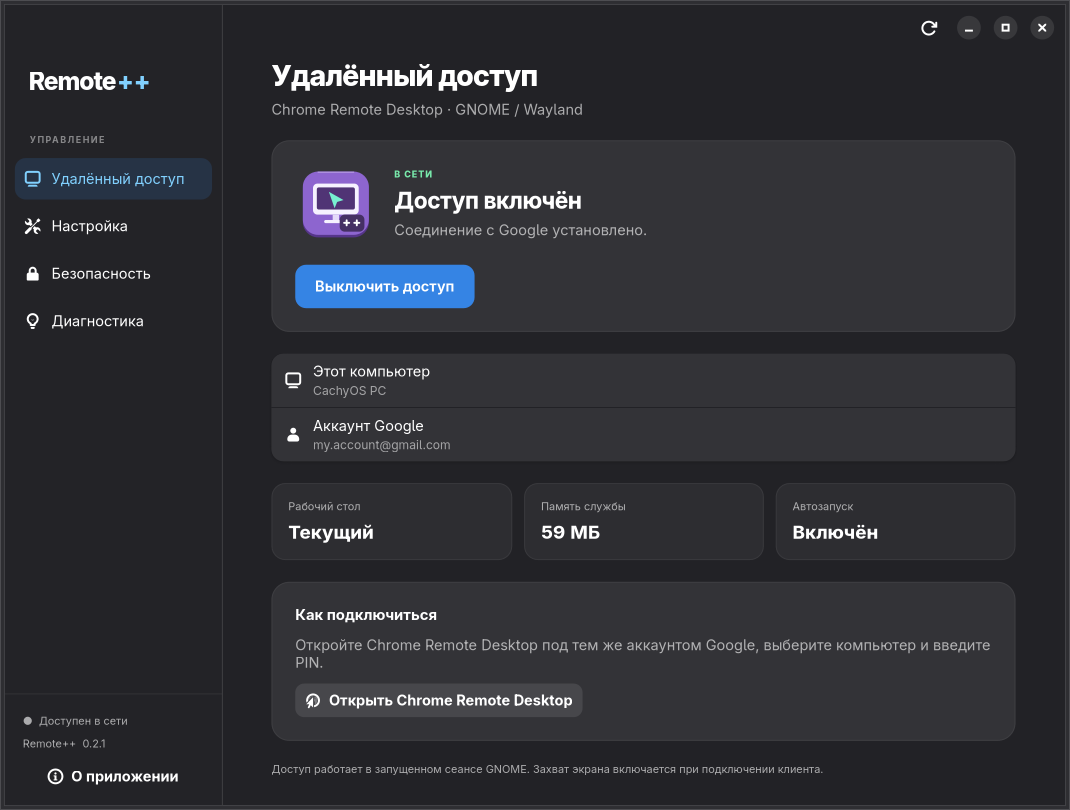 Remote++
УПРАВЛЕНИЕ
Удалённый доступ
Настройка
Безопасность
Диагностика
Доступен в сети
Remote++ 0.2.1
О приложении
Удалённый доступ
Chrome Remote Desktop · GNOME / Wayland
В СЕТИ
Доступ включён
Соединение с Google установлено.
Выключить доступ
Этот компьютер
CachyOS PC
Аккаунт Google
my.account@gmail.com
Рабочий стол
Текущий
Память службы
59 МБ
Автозапуск
Включён
Как подключиться
Откройте Chrome Remote Desktop под тем же аккаунтом Google, выберите компьютер и введите
PIN.
Открыть Chrome Remote Desktop
Доступ работает в запущенном сеансе GNOME. Захват экрана включается при подключении клиента.